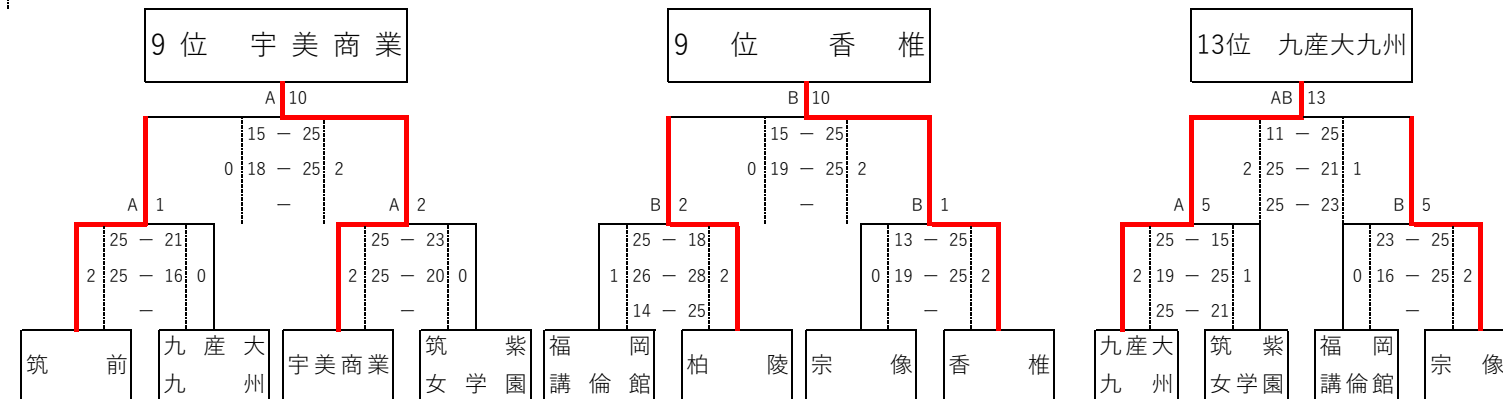 9位 宇美商業
9位 香椎
13位 九産大九州
A 10
B 10
AB 13
15 － 25
15 － 25
11 － 25
0 18 － 25 2
0 19 － 25 2
2 25 － 21 1
－
－
25 － 23
A 1
A 2
B 2
B 1
A 5
B 5
25 － 21
25 － 23
25 － 18
13 － 25
25 － 15
23 － 25
2 25 － 16 0
2 25 － 20 0
1 26 － 28 2
0 19 － 25 2
2 19 － 25 1
0 16 － 25 2
－
－
14 － 25
－
25 － 21
－
筑前
九産大
九州
宇美商業
筑紫
女学園
福岡
講倫館
柏陵
宗像
香椎
九産大
九州
筑紫
女学園
福岡
講倫館
宗像